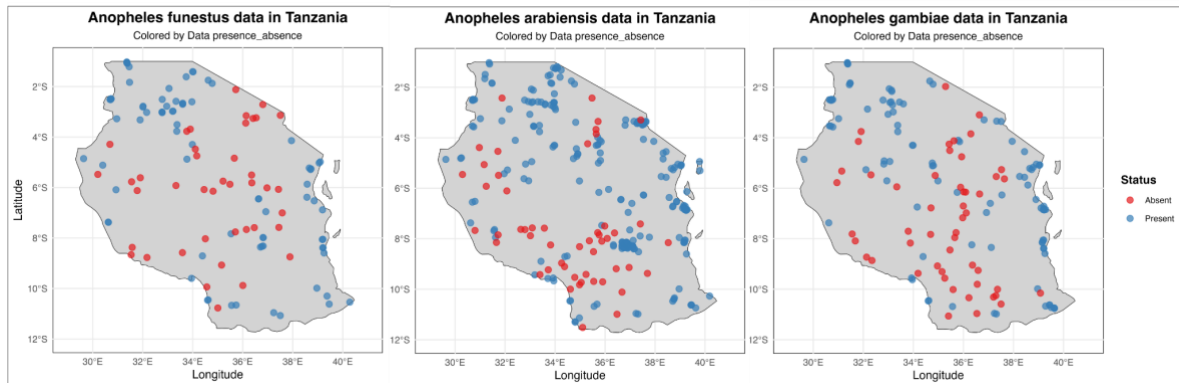 Anopheles funestus data in Tanzania
Colored by Data presence_absence
2°S
4°S
6°S
8°S
10°S
12°S
Latitude
30°E 32°E 34°E 36°E 38°E 40°E
Longitude
Anopheles arabiensis data in Tanzania
Colored by Data presence_absence
2°S
4°S
6°S
8°S
10°S
12°S
30°E 32°E 34°E 36°E 38°E 40°E
Longitude
Anopheles gambiae data in Tanzania
Colored by Data presence_absence
2°S
4°S
6°S
8°S
10°S
12°S
30°E 32°E 34°E 36°E 38°E 40°E
Longitude
Status
Absent
Present